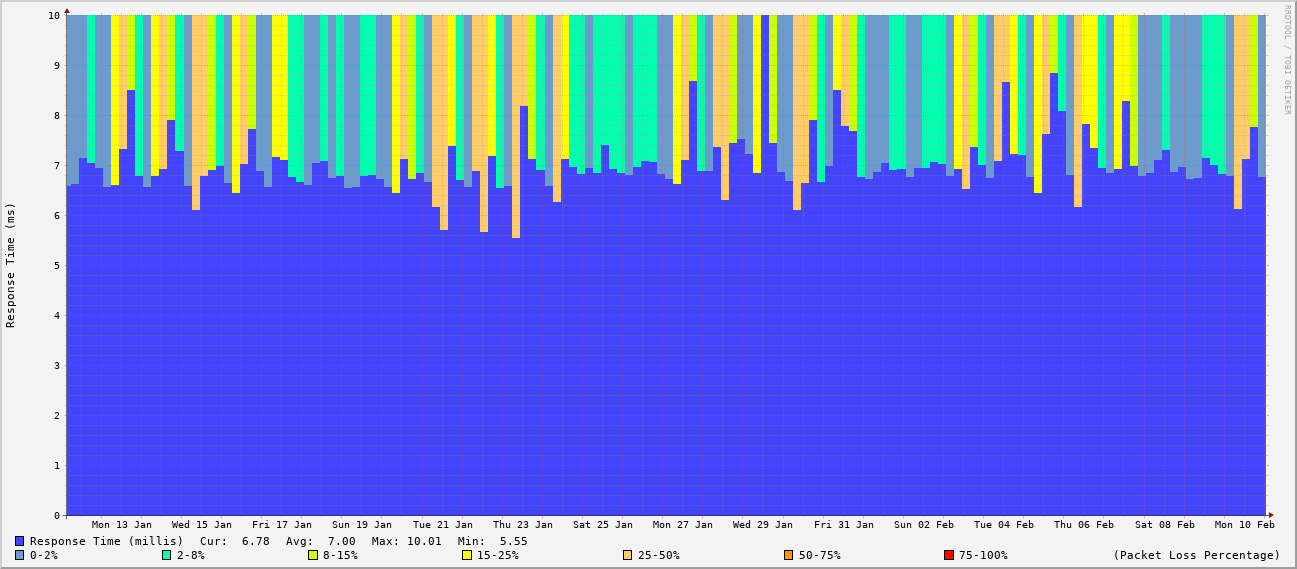 RRDTOOL / TOBI OETIKER
Response Time (ms)
10
9
8
7
6
5
4
3
2
1
0
Mon 13 Jan Wed 15 Jan Fri 17 Jan Sun 19 Jan Tue 21 Jan Thu 23 Jan Sat 25 Jan Mon 27 Jan Wed 29 Jan Fri 31 Jan Sun 02 Feb Tue 04 Feb Thu 06 Feb Sat 08 Feb Mon 10 Feb
Response Time (millis) Cur: 6.78 Avg: 7.00 Max: 10.01 Min: 5.55
0-2% 2-8% 8-15% 15-25% 25-50% 50-75% 75-100% (Packet Loss Percentage)